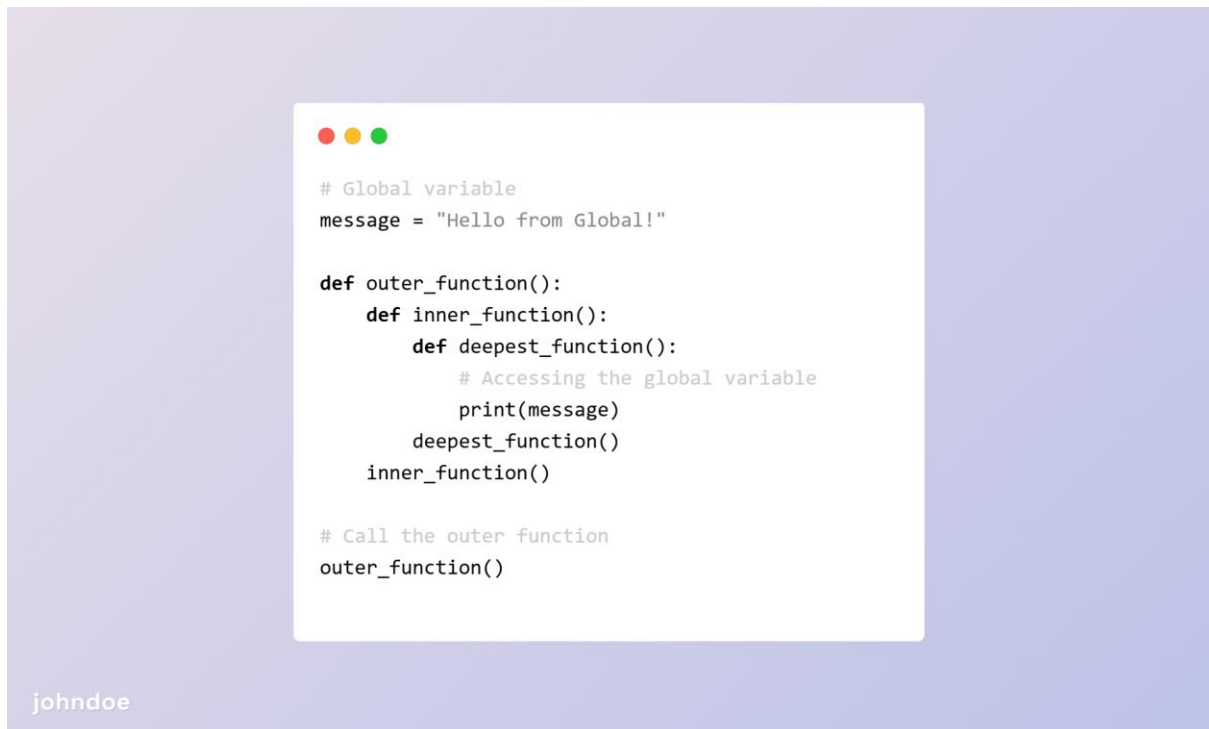 # Global variable
message = "Hello from Global!"
def outer_function():
    def inner_function():
        def deepest_function():
            # Accessing the global variable
            print(message)
        deepest_function()
    inner_function()
# Call the outer function
outer_function()
johndoe